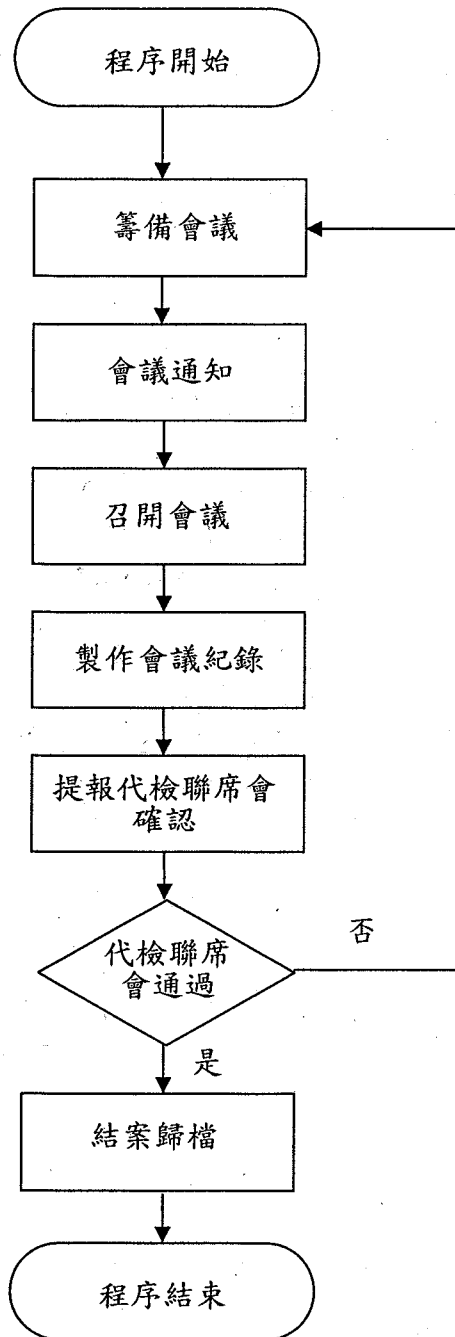 程序開始
籌備會議
會議通知
召開會議
製作會議紀錄
提報代檢聯席會
確認
代檢聯席
會通過
否
是
結案歸檔
程序結束